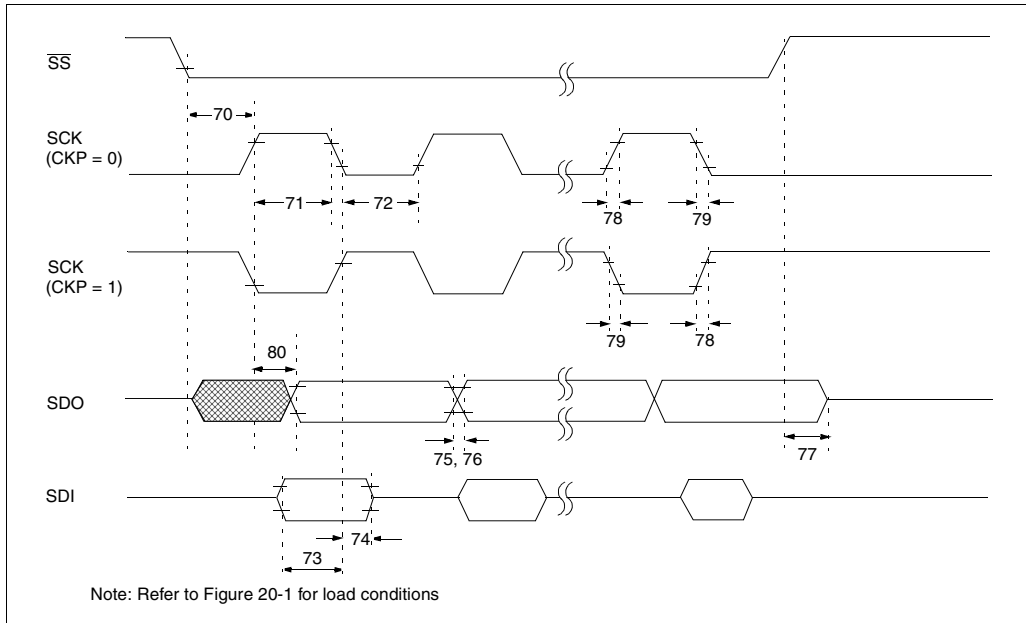 SS
70
SCK
(CKP = 0)
71
72
78
79
SCK
(CKP = 1)
79
78
80
SDO
75, 76
77
SDI
74
73
Note: Refer to Figure 20-1 for load conditions